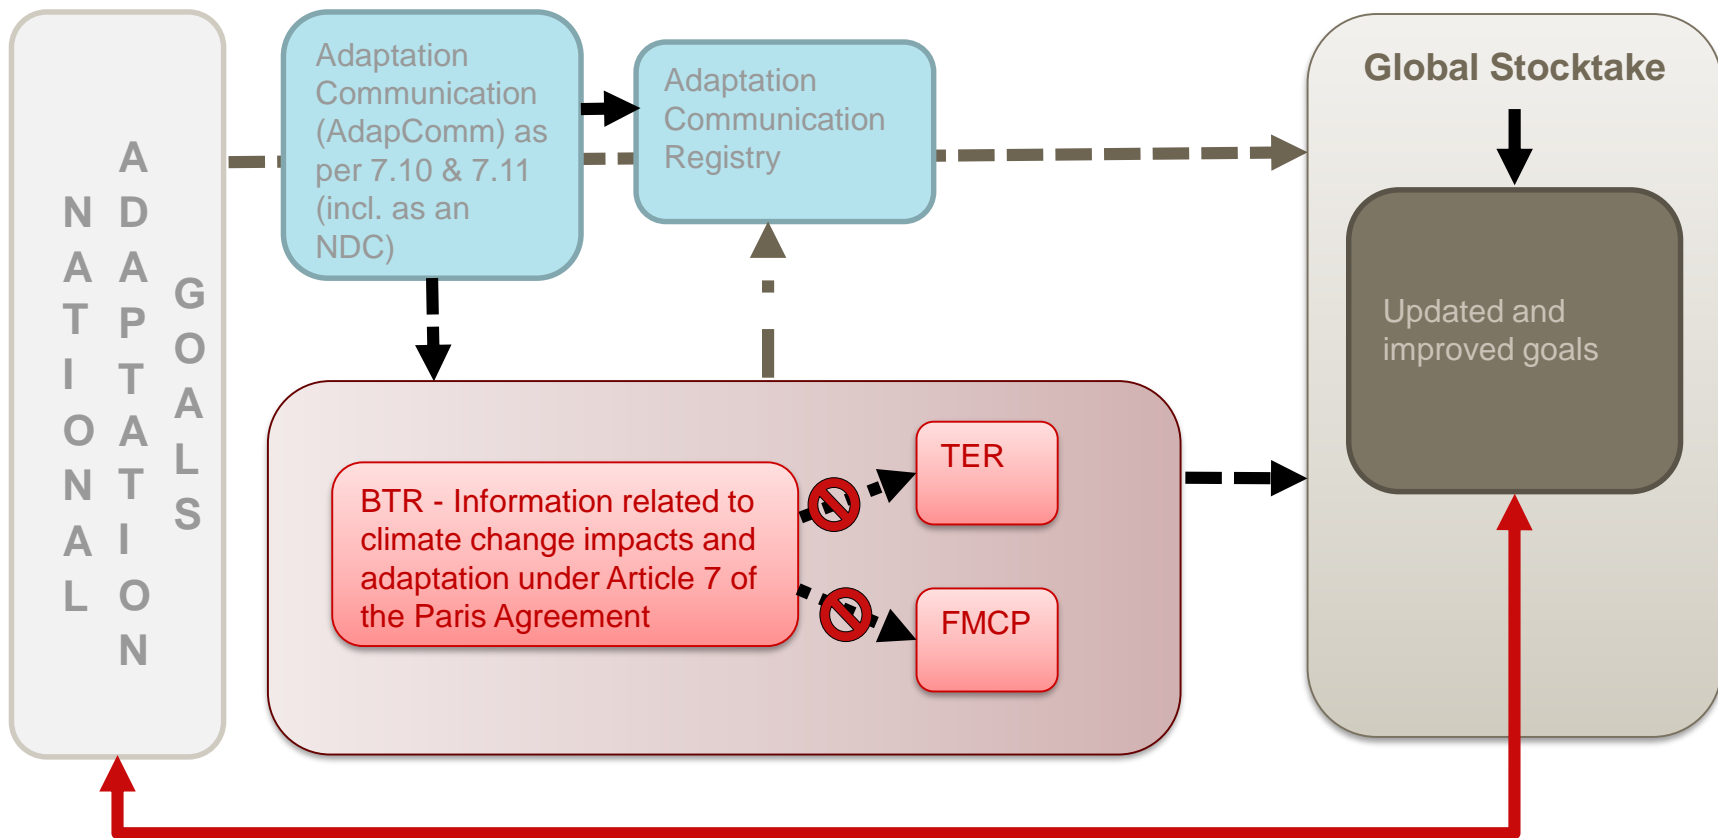 NATIONAL
ADAPTATION
GOALS
Adaptation
Communication
(AdapComm) as
per 7.10 & 7.11
(incl. as an
NDC)
Adaptation
Communication
Registry
Global Stocktake
Updated and
improved goals
BTR - Information related to
climate change impacts and
adaptation under Article 7 of
the Paris Agreement
TER
FMCP